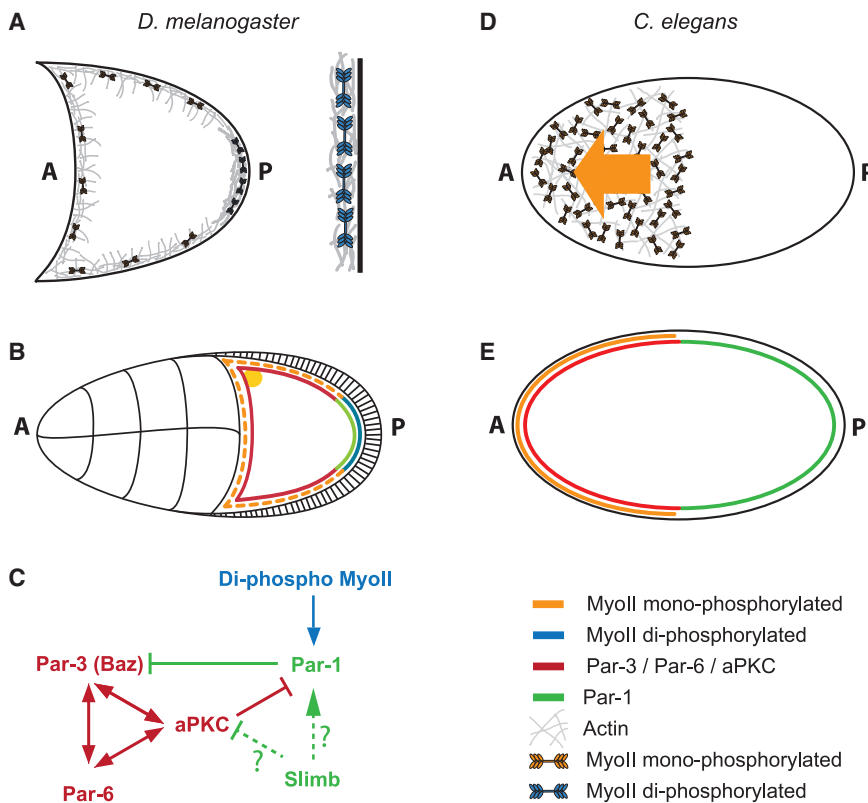 A
D. melanogaster
A
P
D
C. elegans
A
P
B
A
P
E
A
P
C
Di-phospho MyoII
Par-3 (Baz)
Par-1
aPKC
?
?
Par-6
Slimb
MyoII mono-phosphorylated
MyoII di-phosphorylated
Par-3 / Par-6 / aPKC
Par-1
Actin
MyoII mono-phosphorylated
MyoII di-phosphorylated